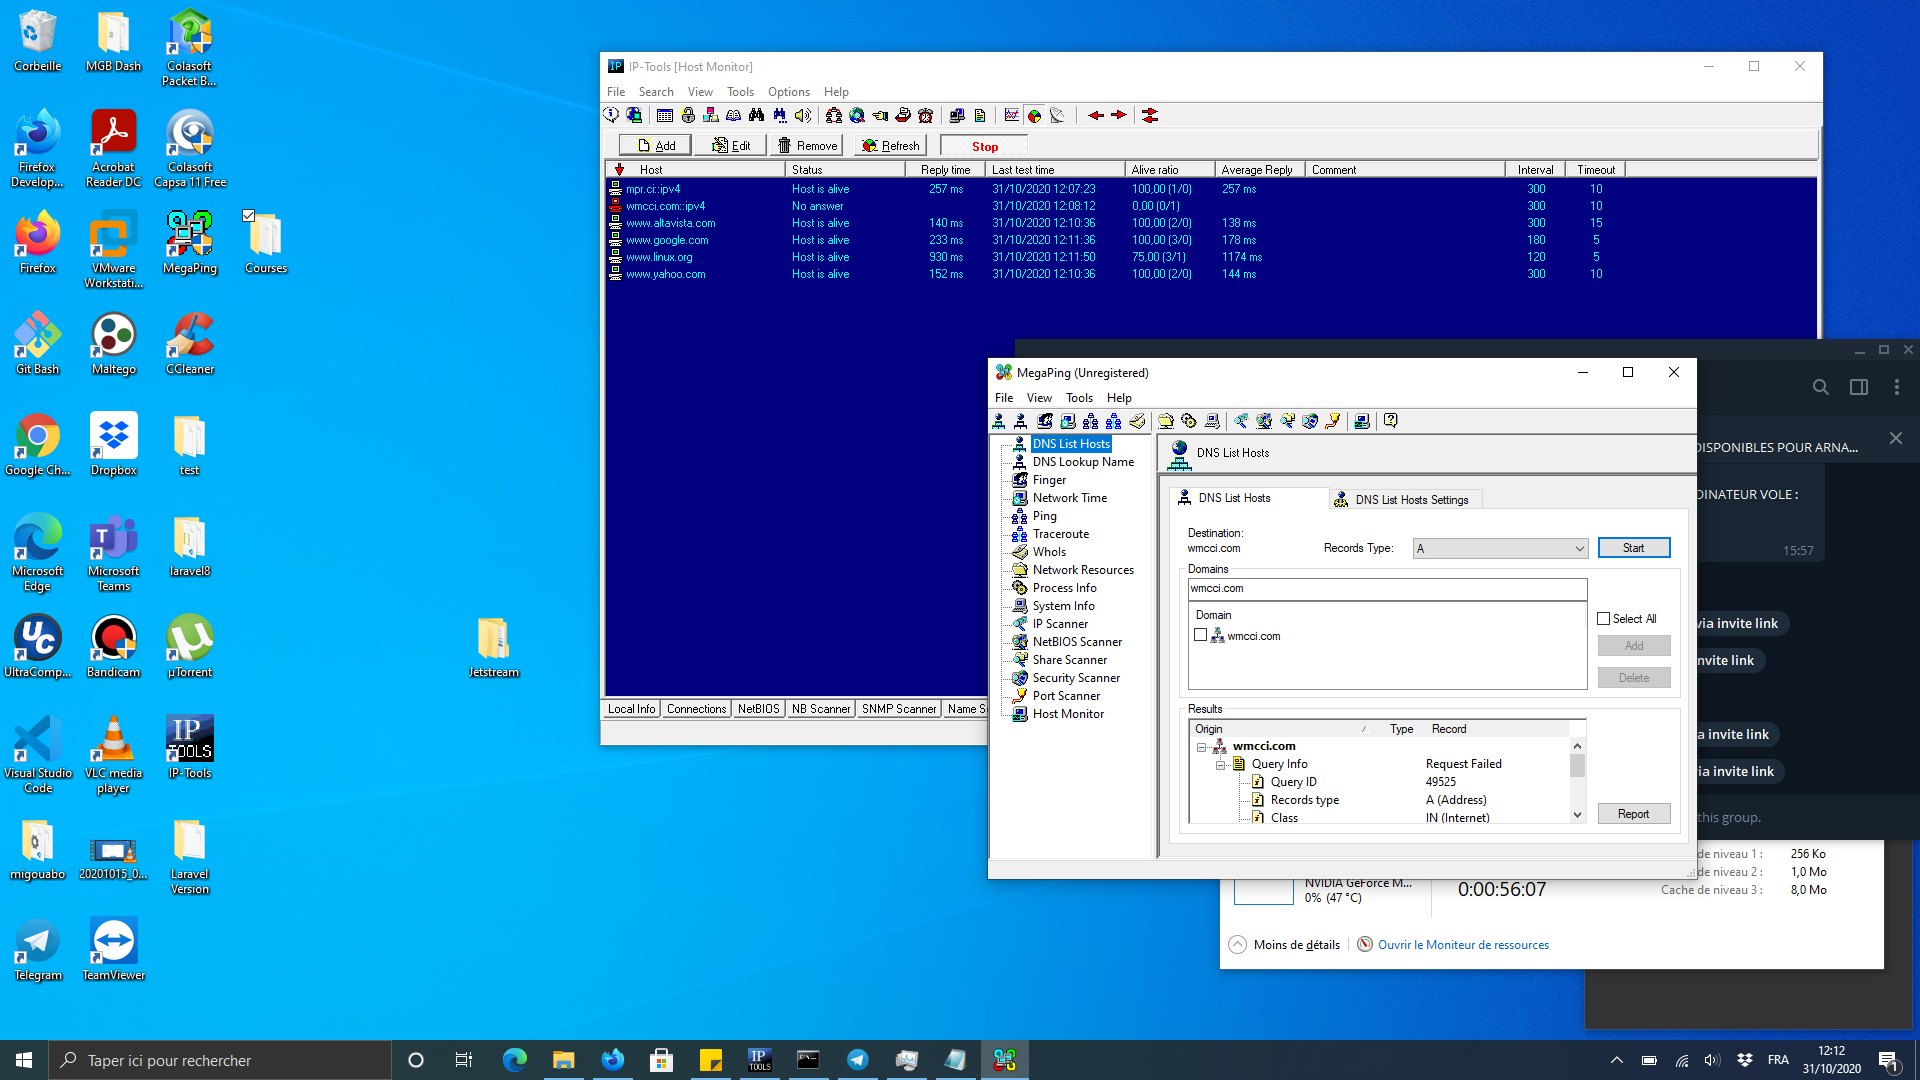 Corbeille
MGB Dash
Colasoft
Packet B...
Firefox
Develop...
Acrobat
Reader DC
Colasoft
Capsa 11 Free
Firefox
VMware
Workstati...
MegaPing
Courses
Git Bash
Maltego
CCleaner
Google Ch...
Dropbox
test
Microsoft
Edge
Microsoft
Teams
laravel8
UltraComp...
Bandicam
µTorrent
Jetstream
Visual Studio
Code
VLC media
player
IP
TOOLS
IP-Tools
migouabo
20201015_0...
Laravel
Version
Telegram
TeamViewer
IP-Tools [Host Monitor]
File Search View Tools Options Help
Add Edit Remove Refresh Stop
Host Status Reply time Last test time Alive ratio Average Reply Comment Interval Timeout
mpr.ci::ipv4 Host is alive 257 ms 31/10/2020 12:07:23 100,00 (1/0) 257 ms 300 10
wmcci.com::ipv4 No answer 31/10/2020 12:08:12 0,00 (0/1) 300 10
www.altavista.com Host is alive 140 ms 31/10/2020 12:10:36 100,00 (2/0) 138 ms 300 15
www.google.com Host is alive 233 ms 31/10/2020 12:11:36 100,00 (3/0) 178 ms 180 5
www.linux.org Host is alive 930 ms 31/10/2020 12:11:50 75,00 (3/1) 1174 ms 120 5
www.yahoo.com Host is alive 152 ms 31/10/2020 12:10:36 100,00 (2/0) 144 ms 300 10
Local Info Connections NetBIOS NB Scanner SNMP Scanner Name S
MegaPing (Unregistered)
File View Tools Help
DNS List Hosts
DNS Lookup Name
Finger
Network Time
Ping
Traceroute
WhoIs
Network Resources
Process Info
System Info
IP Scanner
NetBIOS Scanner
Share Scanner
Security Scanner
Port Scanner
Host Monitor
DNS List Hosts
DNS List Hosts DNS List Hosts Settings
Destination:
wmcci.com Records Type: A Start
Domains
wmcci.com
Domain
wmcci.com
Select All
Add
Delete
Results
Origin Type Record
wmcci.com
Query Info Request Failed
Query ID 49525
Records type A (Address)
Class IN (Internet)
Report
DISPONIBLES POUR ARNA...
DINATEUR VOLE :
15:57
via invite link
nvite link
a invite link
ia invite link
this group.
de niveau 1 : 256 Ko
de niveau 2 : 1,0 Mo
Cache de niveau 3 : 8,0 Mo
NVIDIA GeForce M...
0% (47 °C)
0:00:56:07
Moins de détails Ouvrir le Moniteur de ressources
Taper ici pour rechercher
IP
TOOLS
FRA
12:12
31/10/2020
1